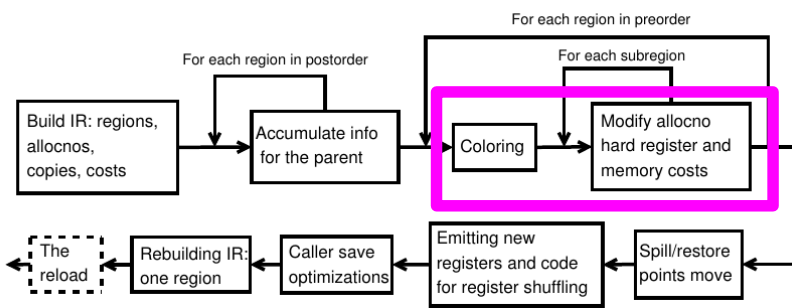 For each region in preorder
For each region in postorder
For each subregion
Build IR: regions,
allocnos,
copies, costs
Accumulate info
for the parent
Coloring
Modify allocno
hard register and
memory costs
The
reload
Rebuilding IR:
one region
Caller save
optimizations
Emitting new
registers and code
for register shuffling
Spill/restore
points move